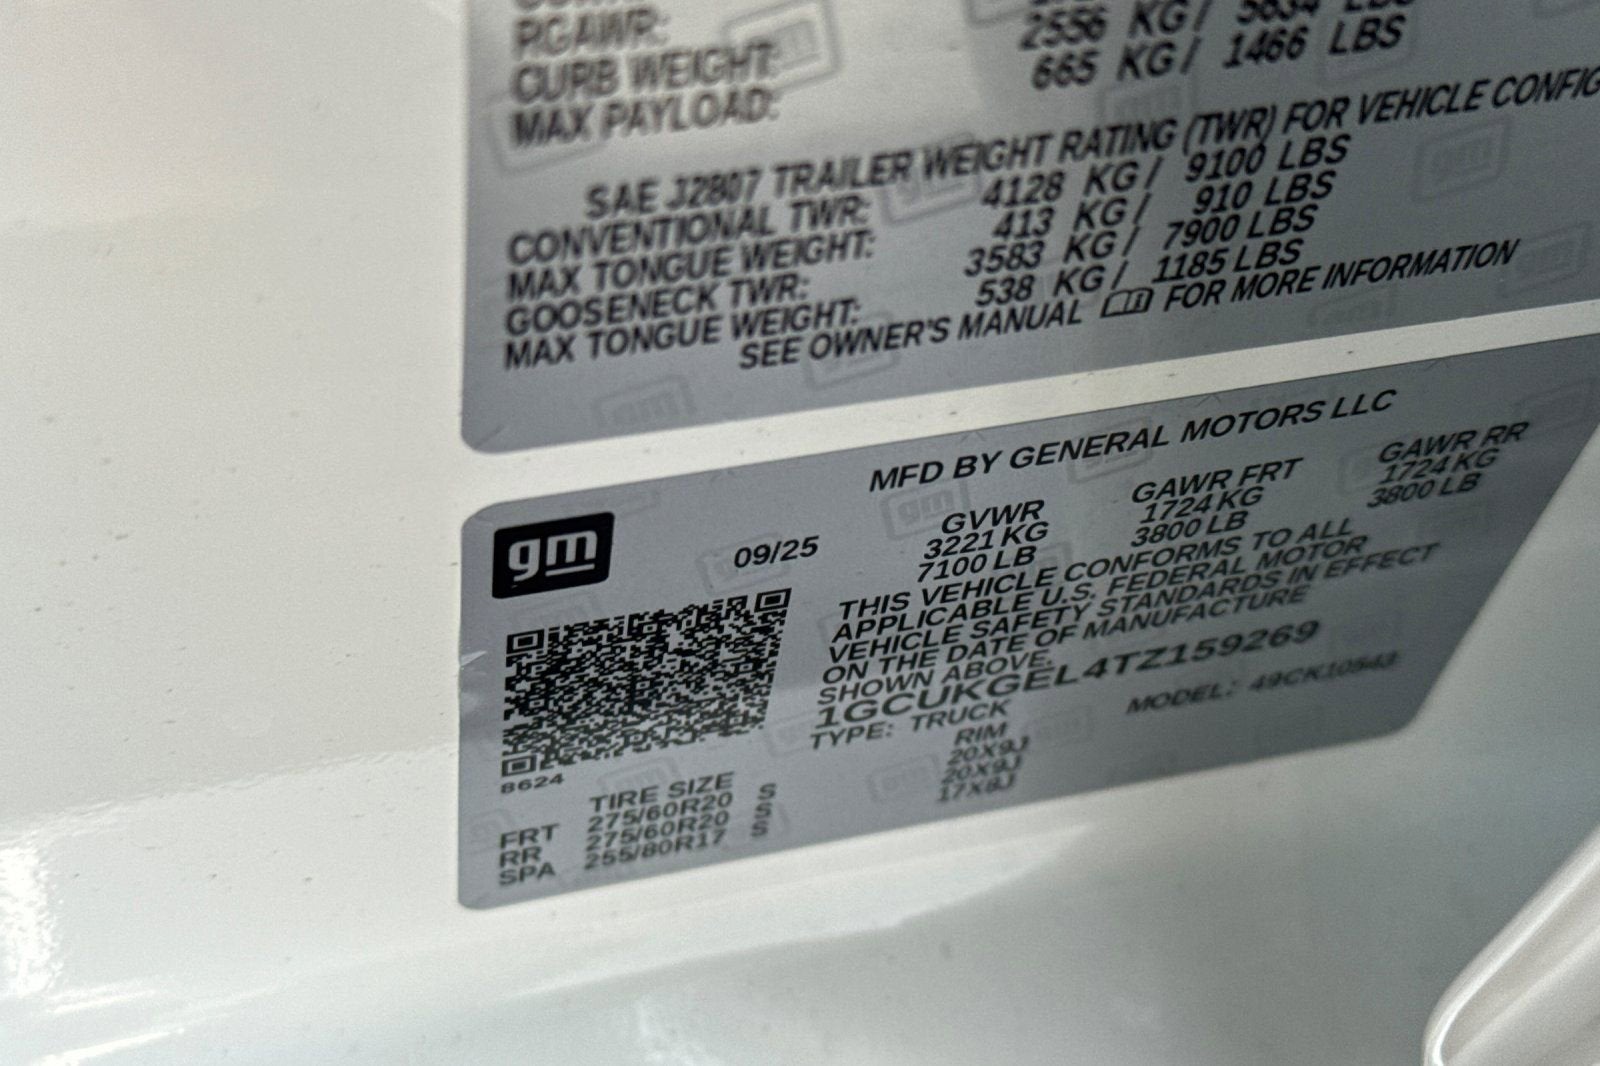 RGAWR:
CURB WEIGHT: 2556 KG / 5634 LBS
MAX PAYLOAD: 665 KG / 1466 LBS
SAE J2807 TRAILER WEIGHT RATING (TWR) FOR VEHICLE CONFIG
CONVENTIONAL TWR: 4128 KG / 9100 LBS
MAX TONGUE WEIGHT: 413 KG / 910 LBS
GOOSENECK TWR: 3583 KG / 7900 LBS
MAX TONGUE WEIGHT: 538 KG / 1185 LBS
SEE OWNER'S MANUAL FOR MORE INFORMATION
MFD BY GENERAL MOTORS LLC
gm
09/25
GVWR GAWR FRT GAWR RR
3221 KG 1724 KG 1724 KG
7100 LB 3800 LB 3800 LB
THIS VEHICLE CONFORMS TO ALL
APPLICABLE U.S. FEDERAL MOTOR
VEHICLE SAFETY STANDARDS IN EFFECT
ON THE DATE OF MANUFACTURE
SHOWN ABOVE.
1GCUKGEL4TZ159269
TYPE: TRUCK MODEL: 49CK10543
8624
TIRE SIZE RIM
FRT 275/60R20 S 20X9J
RR 275/60R20 S 20X9J
SPA 255/80R17 S 17X8J